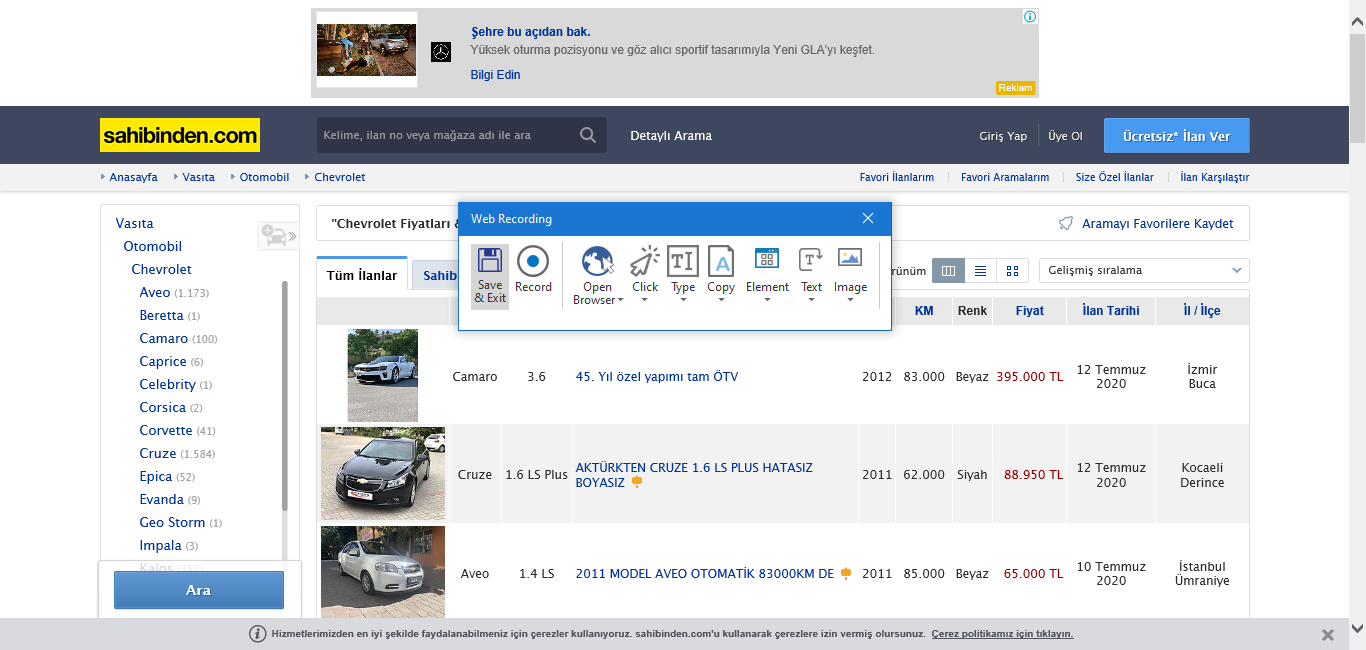 Şehre bu açıdan bak.
Yüksek oturma pozisyonu ve göz alıcı sportif tasarımıyla Yeni GLA'yı keşfet.
Bilgi Edin
Reklam
sahibinden.com
Kelime, ilan no veya mağaza adı ile ara
Detaylı Arama
Giriş Yap
Üye Ol
Ücretsiz* İlan Ver
Anasayfa
Vasıta
Otomobil
Chevrolet
Favori İlanlarım
Favori Aramalarım
Size Özel İlanlar
İlan Karşılaştır
Vasıta
Otomobil
Chevrolet
Aveo (1.173)
Beretta (1)
Camaro (100)
Caprice (6)
Celebrity (1)
Corsica (2)
Corvette (41)
Cruze (1.584)
Epica (52)
Evanda (9)
Geo Storm (1)
Impala (3)
Kalos (352)
Ara
"Chevrolet Fiyatları &
Aramayı Favorilere Kaydet
Web Recording
Save & Exit
Record
Open Browser
Click
Type
Copy
Element
Text
Image
Tüm İlanlar
Sahib
rünüm
Gelişmiş sıralama
KM
Renk
Fiyat
İlan Tarihi
İl / İlçe
Camaro 3.6 45. Yıl özel yapımı tam ÖTV 2012 83.000 Beyaz 395.000 TL 12 Temmuz 2020 İzmir Buca
Cruze 1.6 LS Plus AKTÜRKTEN CRUZE 1.6 LS PLUS HATASIZ BOYASIZ 2011 62.000 Siyah 88.950 TL 12 Temmuz 2020 Kocaeli Derince
Aveo 1.4 LS 2011 MODEL AVEO OTOMATİK 83000KM DE 2011 85.000 Beyaz 65.000 TL 10 Temmuz 2020 İstanbul Ümraniye
Hizmetlerimizden en iyi şekilde faydalanabilmeniz için çerezler kullanıyoruz. sahibinden.com'u kullanarak çerezlere izin vermiş olursunuz. Çerez politikamız için tıklayın.